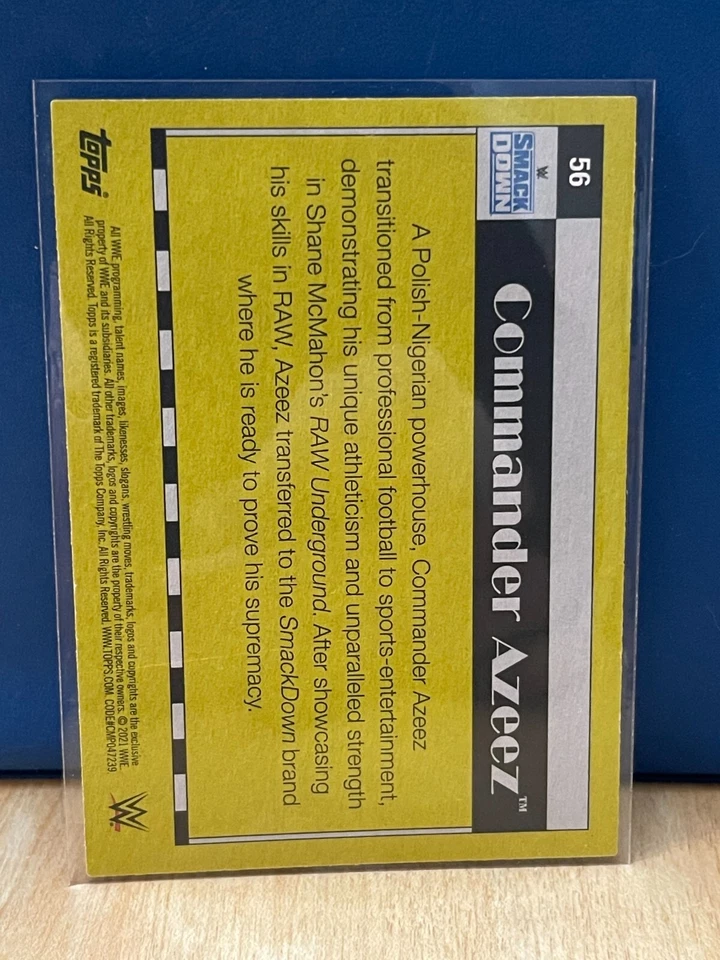 56
W
SMACK
DOWN
Commander Azeez™
A Polish-Nigerian powerhouse, Commander Azeez
transitioned from professional football to sports-entertainment,
demonstrating his unique athleticism and unparalleled strength
in Shane McMahon's RAW Underground. After showcasing
his skills in RAW, Azeez transferred to the SmackDown brand
where he is ready to prove his supremacy.
topps®
All WWE programming, talent names, images, likenesses, slogans, wrestling moves, trademarks, logos and copyrights are the exclusive
property of WWE and its subsidiaries. All other trademarks, logos and copyrights are the property of their respective owners. © 2021 WWE.
All Rights Reserved. Topps is a registered trademark of The Topps Company, Inc. All Rights Reserved. WWW.TOPPS.COM. CODE#CMP047239
W